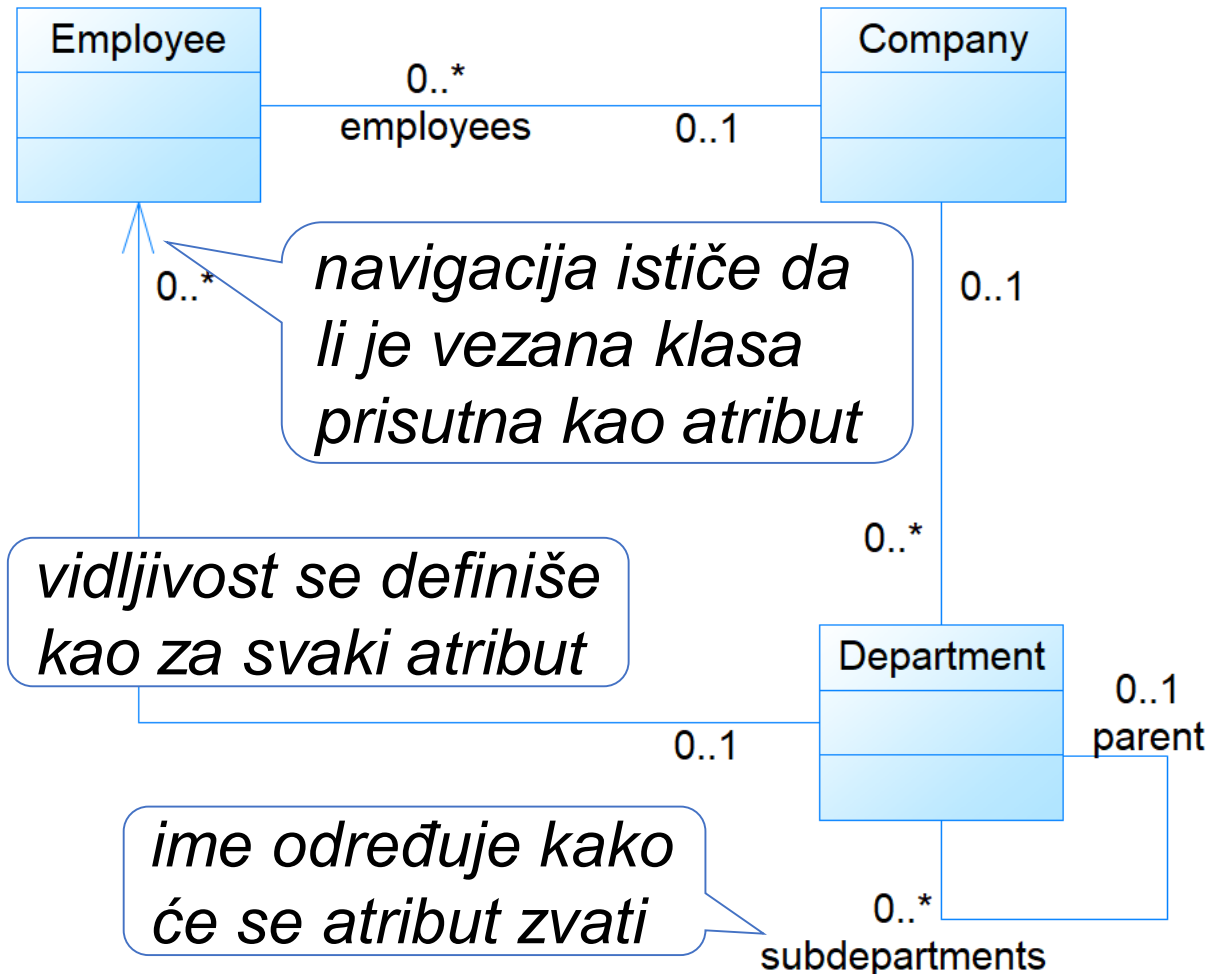 Employee
Company
0..*
employees
0..1
0..*
navigacija ističe da
li je vezana klasa
prisutna kao atribut
0..1
0..*
vidljivost se definiše
kao za svaki atribut
Department
0..1
parent
0..1
ime određuje kako
će se atribut zvati
0..*
subdepartments